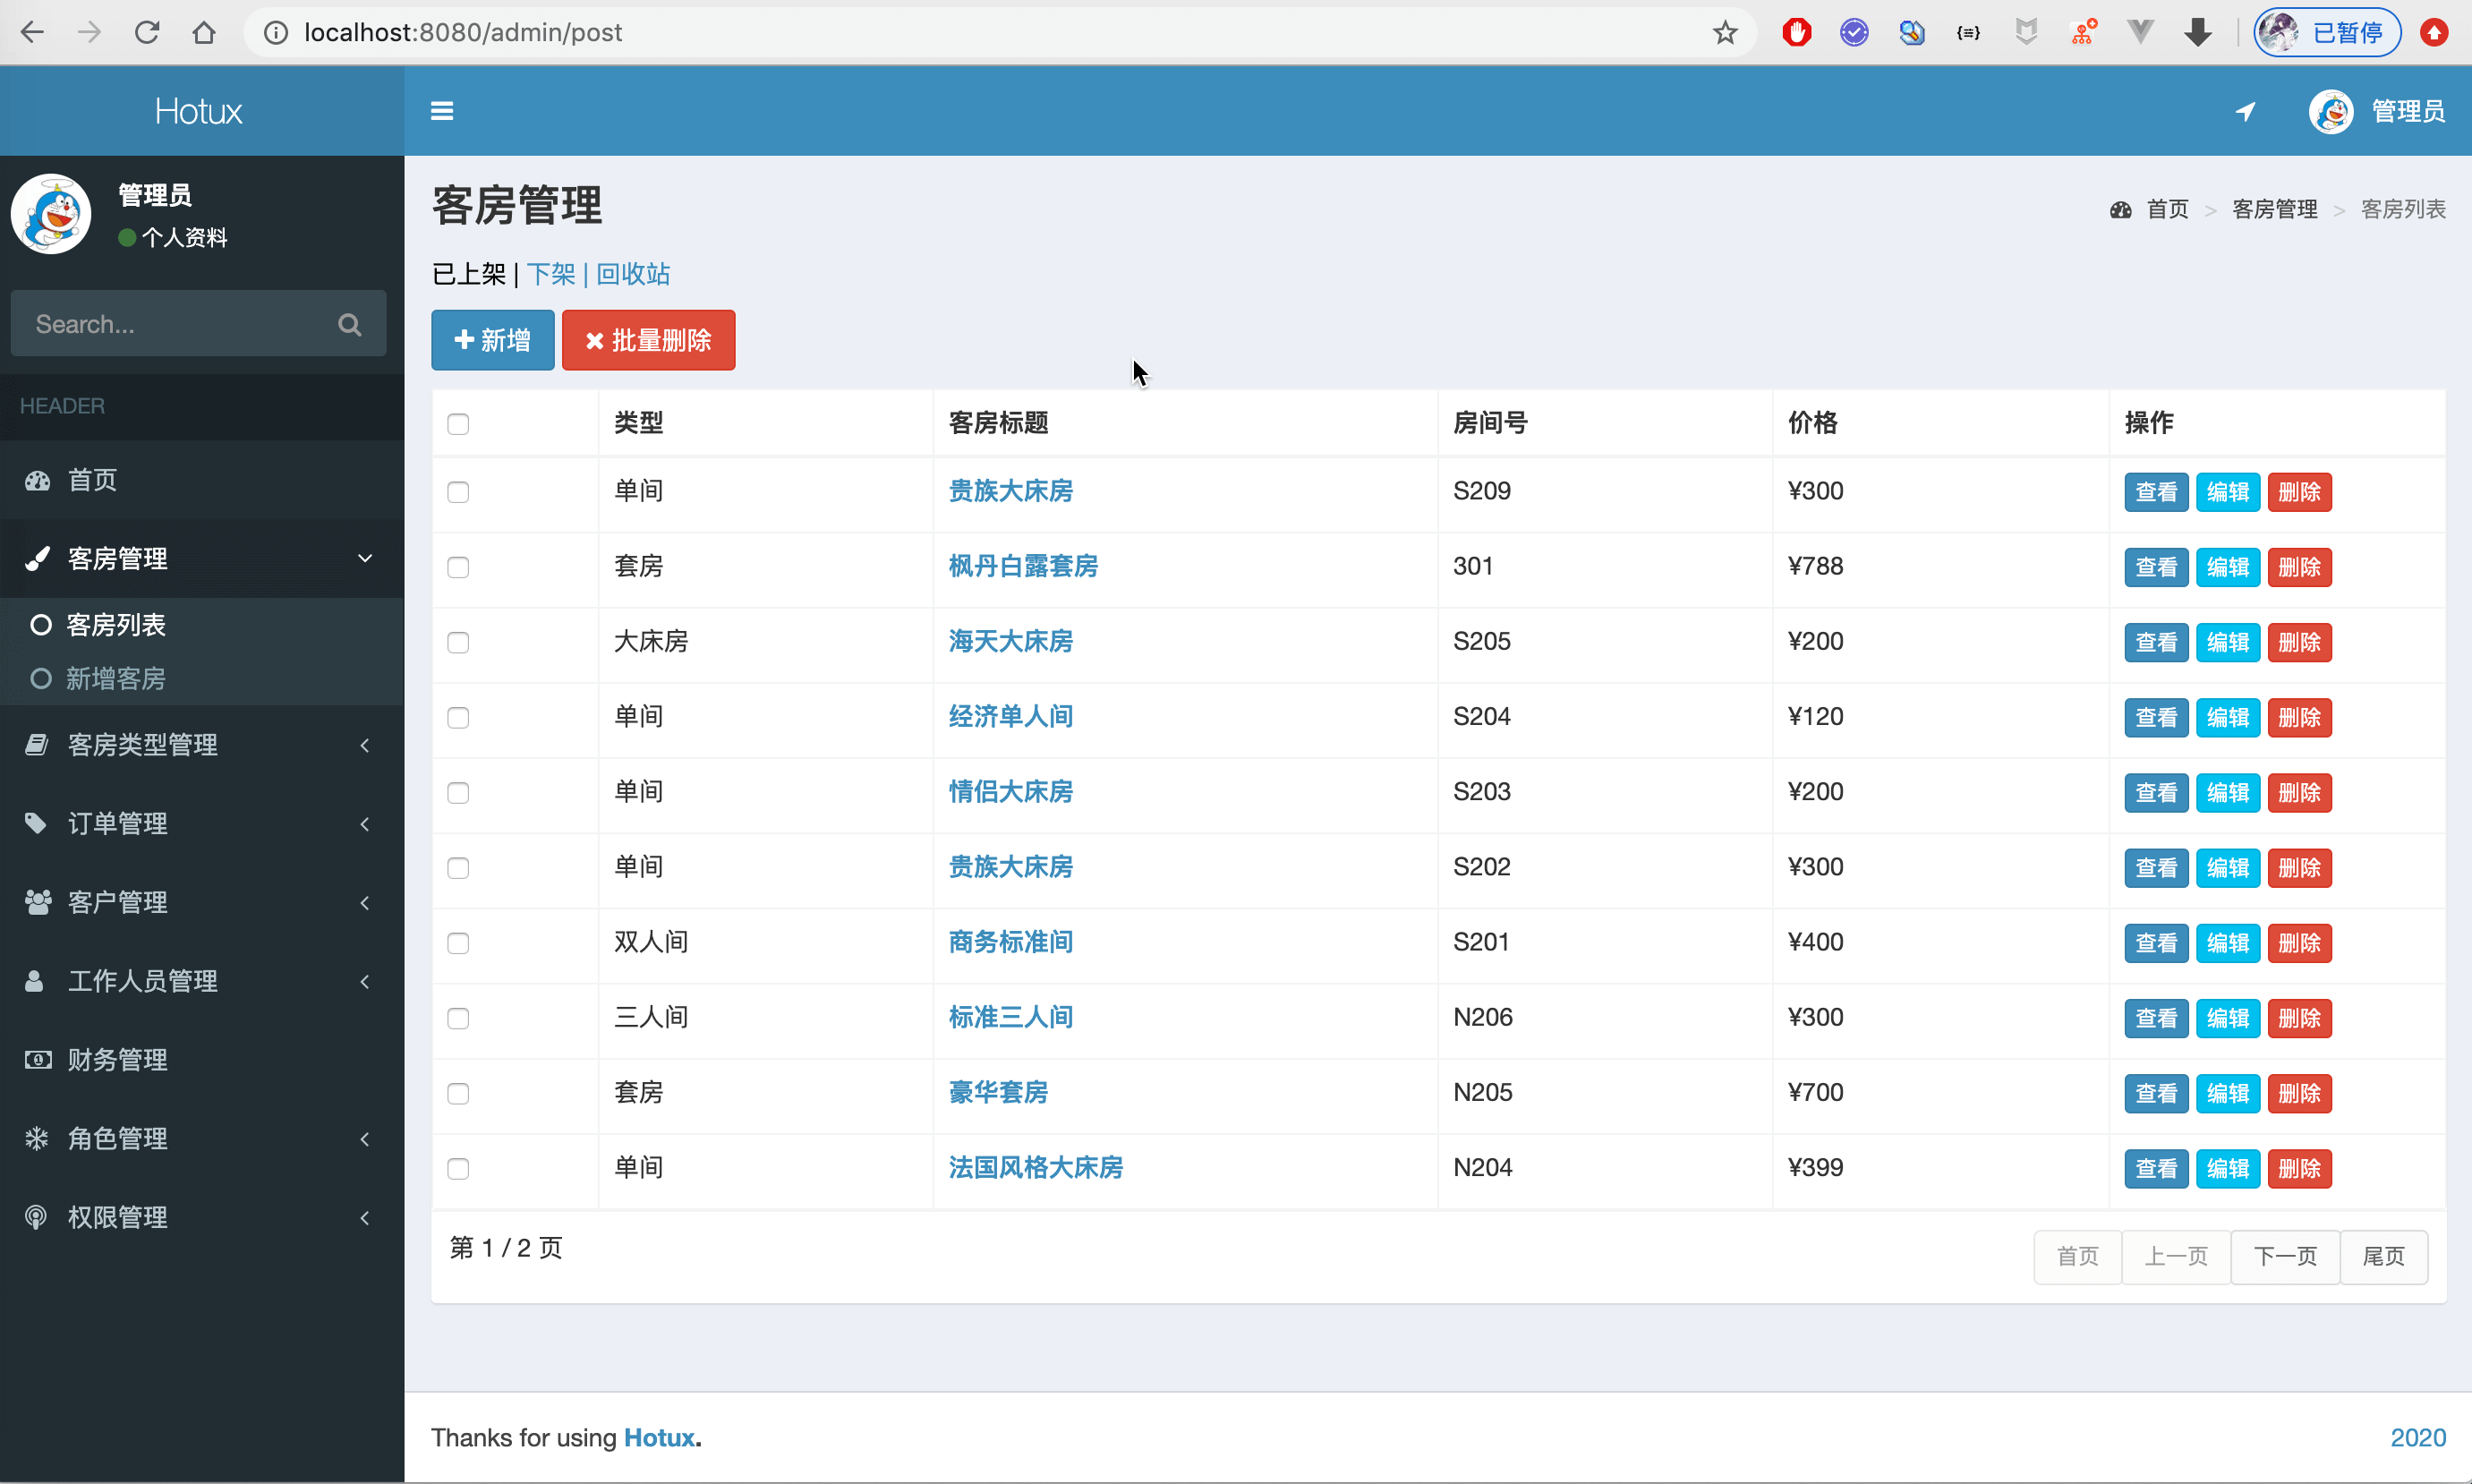 localhost:8080/admin/post
已暂停
Hotux
管理员
管理员
个人资料
Search...
HEADER
首页
客房管理
客房列表
新增客房
客房类型管理
订单管理
客户管理
工作人员管理
财务管理
角色管理
权限管理
客房管理
首页 > 客房管理 > 客房列表
已上架 | 下架 | 回收站
新增 批量删除
类型 客房标题 房间号 价格 操作
单间 贵族大床房 S209 ¥300 查看 编辑 删除
套房 枫丹白露套房 301 ¥788 查看 编辑 删除
大床房 海天大床房 S205 ¥200 查看 编辑 删除
单间 经济单人间 S204 ¥120 查看 编辑 删除
单间 情侣大床房 S203 ¥200 查看 编辑 删除
单间 贵族大床房 S202 ¥300 查看 编辑 删除
双人间 商务标准间 S201 ¥400 查看 编辑 删除
三人间 标准三人间 N206 ¥300 查看 编辑 删除
套房 豪华套房 N205 ¥700 查看 编辑 删除
单间 法国风格大床房 N204 ¥399 查看 编辑 删除
第 1 / 2 页
首页 上一页 下一页 尾页
Thanks for using Hotux.
2020